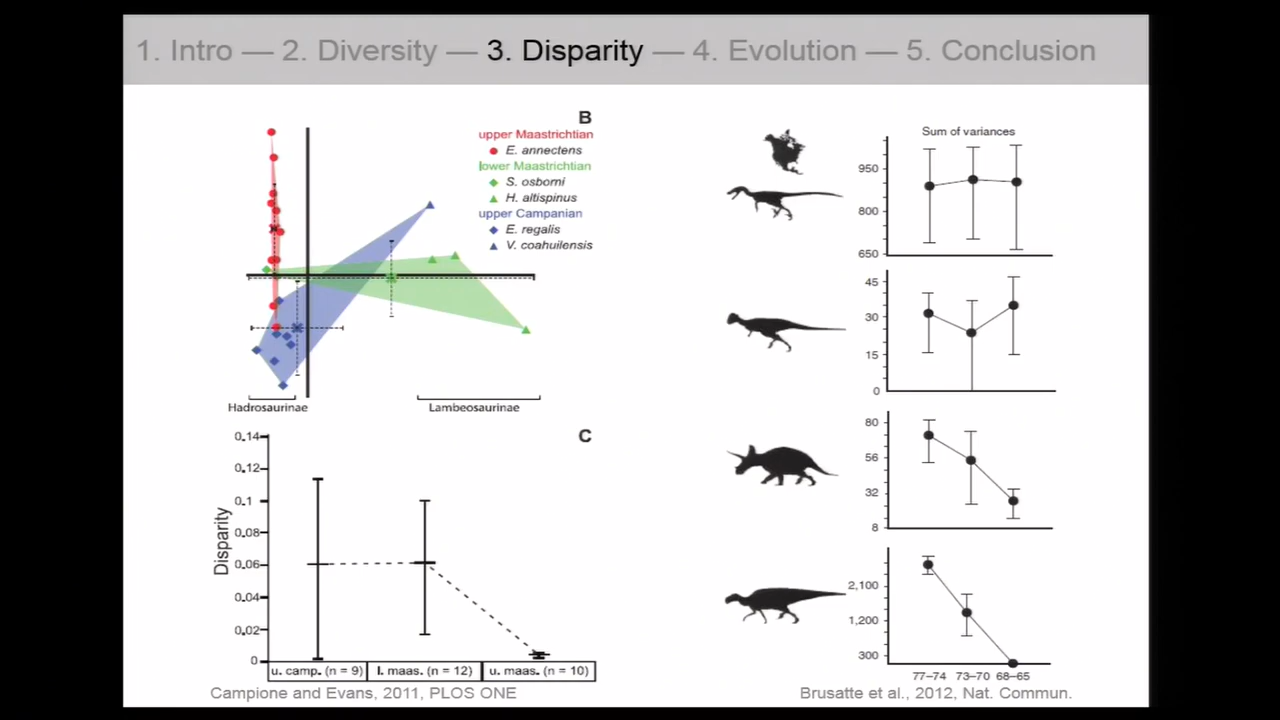 1. Intro — 2. Diversity — 3. Disparity — 4. Evolution — 5. Conclusion
B
upper Maastrichtian
E. annectens
lower Maastrichtian
S. osborni
H. altispinus
upper Campanian
E. regalis
V. coahuilensis
Hadrosaurinae
Lambeosaurinae
C
Disparity
0.14
0.12
0.1
0.08
0.06
0.04
0.02
0
u. camp. (n = 9)
l. maas. (n = 12)
u. maas. (n = 10)
Campione and Evans, 2011, PLOS ONE
Sum of variances
950
800
650
45
30
15
0
80
56
32
8
2,100
1,200
300
77–74
73–70
68–65
Brusatte et al., 2012, Nat. Commun.